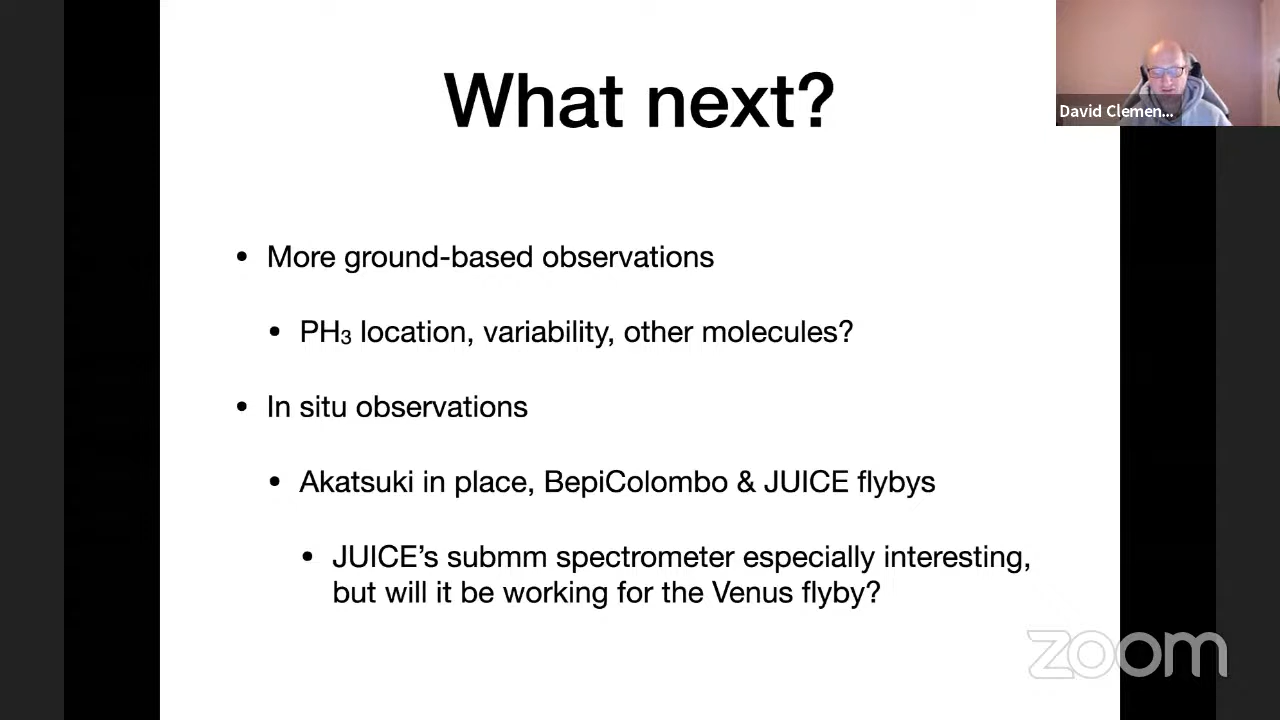 What next?
David Clemen...
• More ground-based observations
• PH₃ location, variability, other molecules?
• In situ observations
• Akatsuki in place, BepiColombo & JUICE flybys
• JUICE’s submm spectrometer especially interesting,
but will it be working for the Venus flyby?
zoom